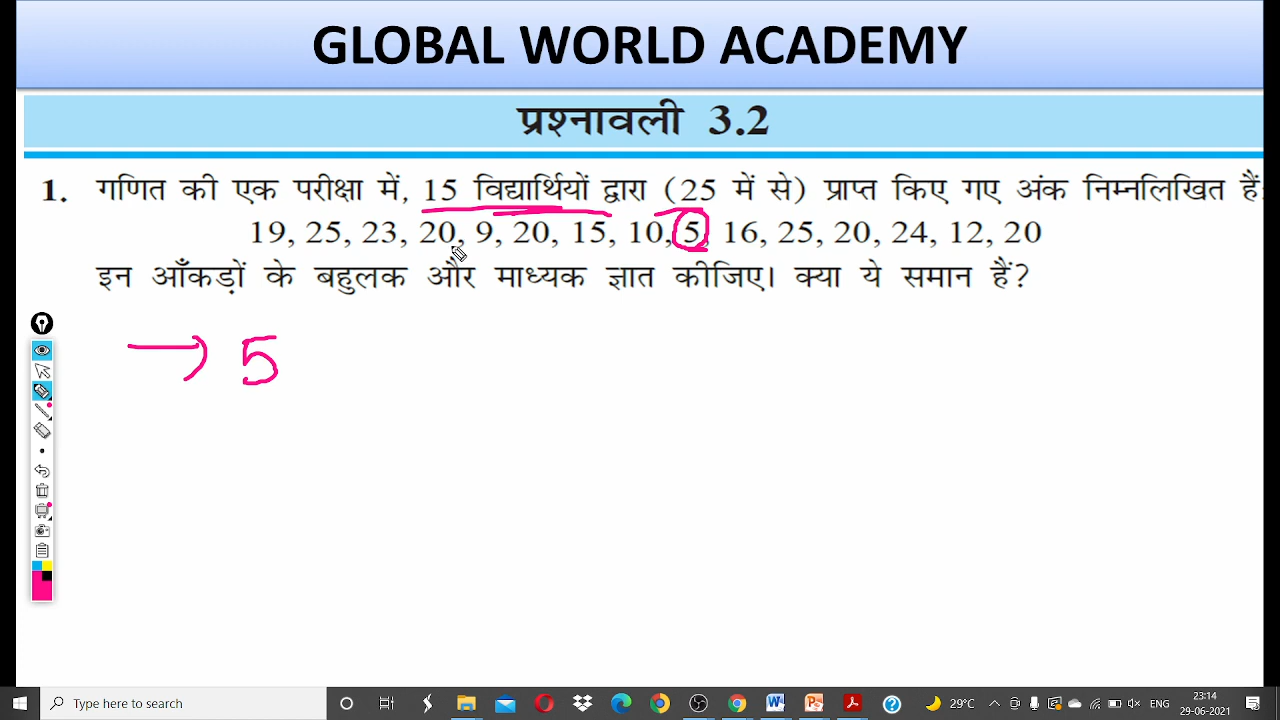 GLOBAL WORLD ACADEMY
प्रश्नावली 3.2
1. गणित की एक परीक्षा में, 15 विद्यार्थियों द्वारा (25 में से) प्राप्त किए गए अंक निम्नलिखित हैं:
19, 25, 23, 20, 9, 20, 15, 10, 5, 16, 25, 20, 24, 12, 20
इन आँकड़ों के बहुलक और माध्यक ज्ञात कीजिए। क्या ये समान हैं?
→ 5
Type here to search
29°C
ENG
23:14
29-06-2021